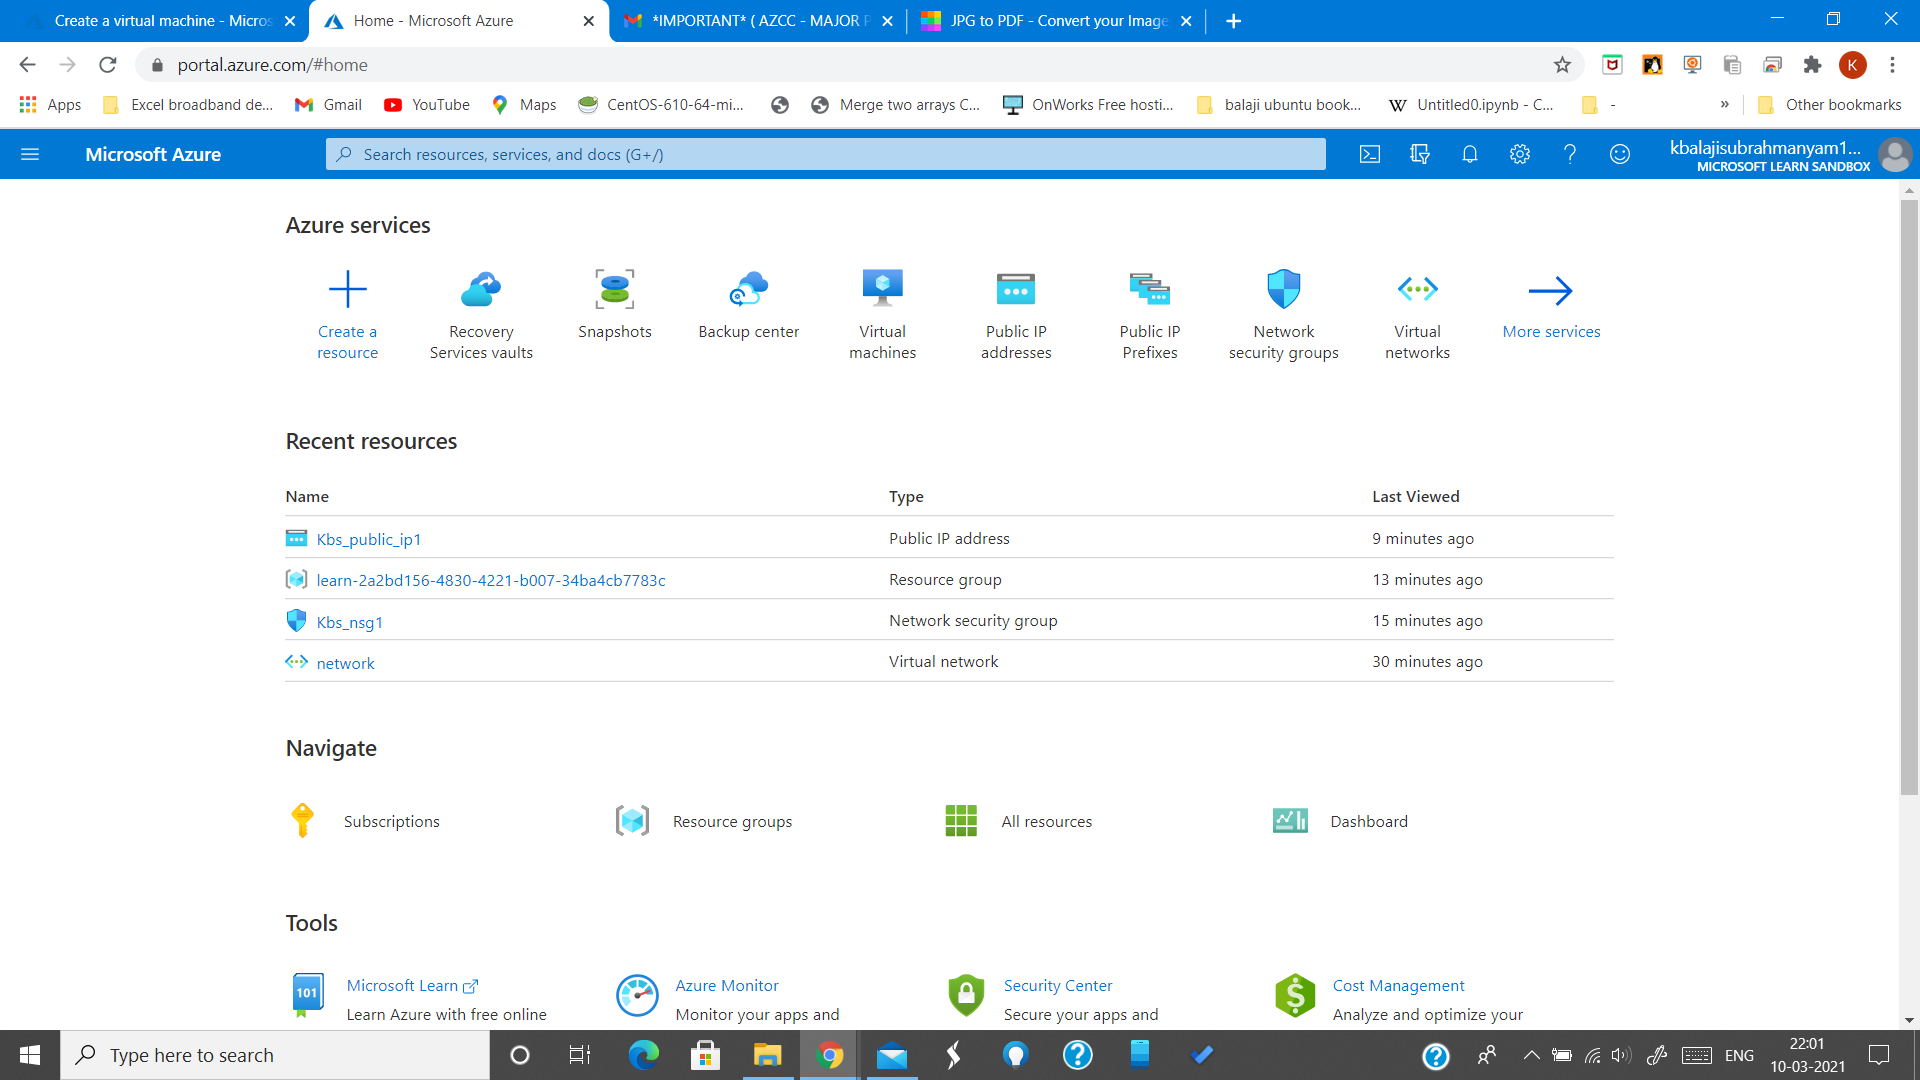 Create a virtual machine - Micros
Home - Microsoft Azure
*IMPORTANT* ( AZCC - MAJOR P
JPG to PDF - Convert your Image
portal.azure.com/#home
K
Apps
Excel broadband de...
Gmail
YouTube
Maps
CentOS-610-64-mi...
Merge two arrays C...
OnWorks Free hosti...
balaji ubuntu book...
W
Untitled0.ipynb - C...
-
»
Other bookmarks
Microsoft Azure
Search resources, services, and docs (G+/)
kbalajisubrahmanyam1...
MICROSOFT LEARN SANDBOX
Azure services
Create a
resource
Recovery
Services vaults
Snapshots
Backup center
Virtual
machines
Public IP
addresses
Public IP
Prefixes
Network
security groups
Virtual
networks
More services
Recent resources
Name Type Last Viewed
Kbs_public_ip1 Public IP address 9 minutes ago
learn-2a2bd156-4830-4221-b007-34ba4cb7783c Resource group 13 minutes ago
Kbs_nsg1 Network security group 15 minutes ago
network Virtual network 30 minutes ago
Navigate
Subscriptions
Resource groups
All resources
Dashboard
Tools
101
Microsoft Learn
Learn Azure with free online
Azure Monitor
Monitor your apps and
Security Center
Secure your apps and
$
Cost Management
Analyze and optimize your
Type here to search
ENG
22:01
10-03-2021